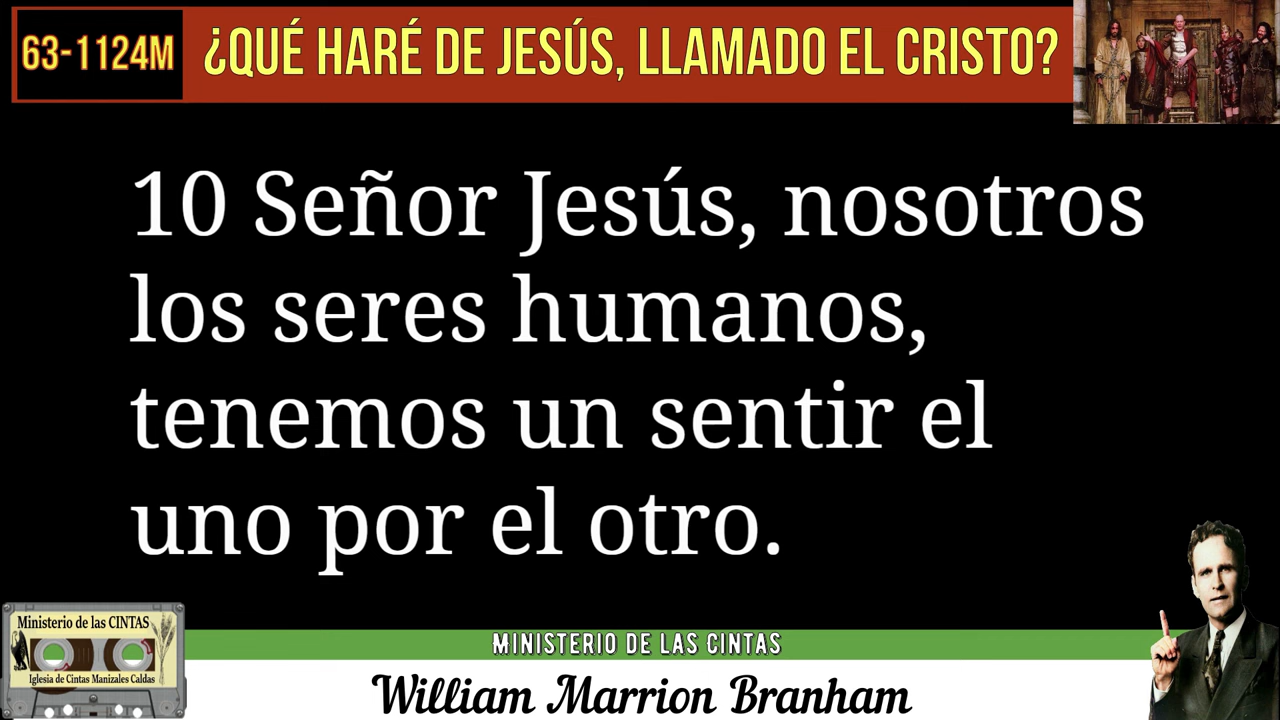 63-1124M
¿QUÉ HARÉ DE JESÚS, LLAMADO EL CRISTO?
10 Señor Jesús, nosotros
los seres humanos,
tenemos un sentir el
uno por el otro.
Ministerio de las CINTAS
Iglesia de Cintas Manizales Caldas
MINISTERIO DE LAS CINTAS
William Marrion Branham